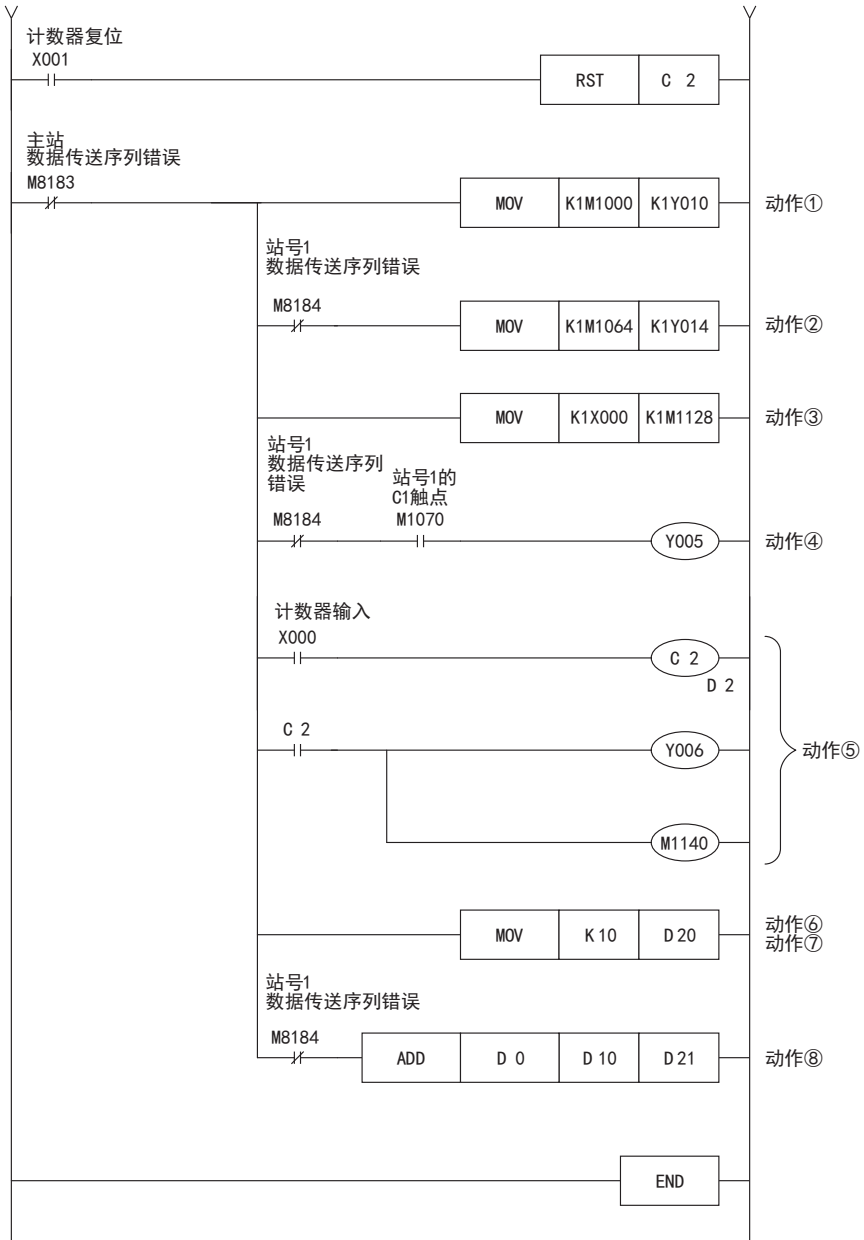 计数器复位
X001
RST C 2
主站
数据传送序列错误
M8183
MOV K1M1000 K1Y010 动作①
站号1
数据传送序列错误
M8184
MOV K1M1064 K1Y014 动作②
MOV K1X000 K1M1128 动作③
站号1
数据传送序列
错误
站号1的
C1触点
M8184 M1070
Y005 动作④
计数器输入
X000
C 2
D 2
C 2
Y006 动作⑤
M1140
MOV K 10 D 20 动作⑥
动作⑦
站号1
数据传送序列错误
M8184
ADD D 0 D 10 D 21 动作⑧
END